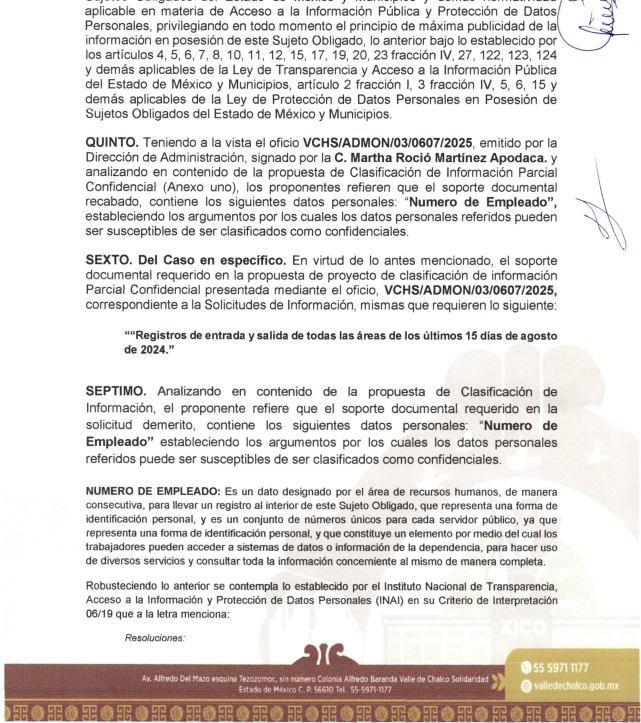 Sujetos Obligados del Estado de México y Municipios y demás normatividad
aplicable en materia de Acceso a la Información Pública y Protección de Datos
Personales, privilegiando en todo momento el principio de máxima publicidad de la
información en posesión de este Sujeto Obligado, lo anterior bajo lo establecido por
los artículos 4, 5, 6, 7, 8, 10, 11, 12, 15, 17, 19, 20, 23 fracción IV, 27, 122, 123, 124
y demás aplicables de la Ley de Transparencia y Acceso a la Información Pública
del Estado de México y Municipios, artículo 2 fracción I, 3 fracción IV, 5, 6, 15 y
demás aplicables de la Ley de Protección de Datos Personales en Posesión de
Sujetos Obligados del Estado de México y Municipios.
QUINTO. Teniendo a la vista el oficio VCHS/ADMON/03/0607/2025, emitido por la
Dirección de Administración, signado por la C. Martha Roció Martínez Apodaca. y
analizando en contenido de la propuesta de Clasificación de Información Parcial
Confidencial (Anexo uno), los proponentes refieren que el soporte documental
recabado, contiene los siguientes datos personales: “Numero de Empleado”,
estableciendo los argumentos por los cuales los datos personales referidos pueden
ser susceptibles de ser clasificados como confidenciales.
SEXTO. Del Caso en específico. En virtud de lo antes mencionado, el soporte
documental requerido en la propuesta de proyecto de clasificación de información
Parcial Confidencial presentada mediante el oficio, VCHS/ADMON/03/0607/2025,
correspondiente a la Solicitudes de Información, mismas que requieren lo siguiente:
““Registros de entrada y salida de todas las áreas de los últimos 15 días de agosto
de 2024.”
SEPTIMO. Analizando en contenido de la propuesta de Clasificación de
Información, el proponente refiere que el soporte documental requerido en la
solicitud demerito, contiene los siguientes datos personales: “Numero de
Empleado” estableciendo los argumentos por los cuales los datos personales
referidos puede ser susceptibles de ser clasificados como confidenciales.
NUMERO DE EMPLEADO: Es un dato designado por el área de recursos humanos, de manera
consecutiva, para llevar un registro al interior de este Sujeto Obligado, que representa una forma de
identificación personal, y es un conjunto de números únicos para cada servidor público, ya que
representa una forma de identificación personal, y que constituye un elemento por medio del cual los
trabajadores pueden acceder a sistemas de datos o información de la dependencia, para hacer uso
de diversos servicios y consultar toda la información concerniente al mismo de manera completa.
Robusteciendo lo anterior se contempla lo establecido por el Instituto Nacional de Transparencia,
Acceso a la Información y Protección de Datos Personales (INAI) en su Criterio de Interpretación
06/19 que a la letra menciona:
Resoluciones:
XICO
Av. Alfredo Del Mazo esquina Tezozomoc, sin número Colonia Alfredo Baranda Valle de Chalco Solidaridad
Estado de México C. P. 56610 Tel. 55-5971-1177
55 5971 1177
valledechalco.gob.mx